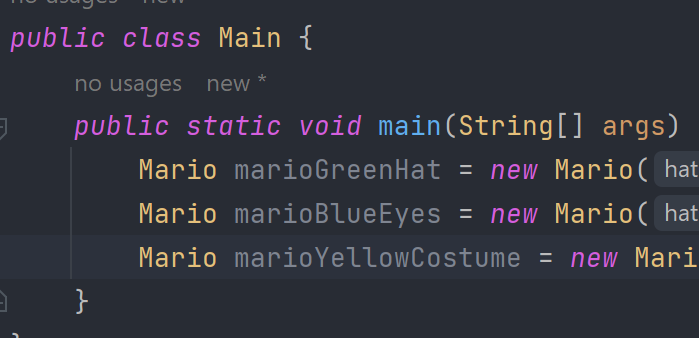 no usages new
public class Main {
no usages new *
public static void main(String[] args)
Mario marioGreenHat = new Mario( hat
Mario marioBlueEyes = new Mario( hat
Mario marioYellowCostume = new Mari
}
}